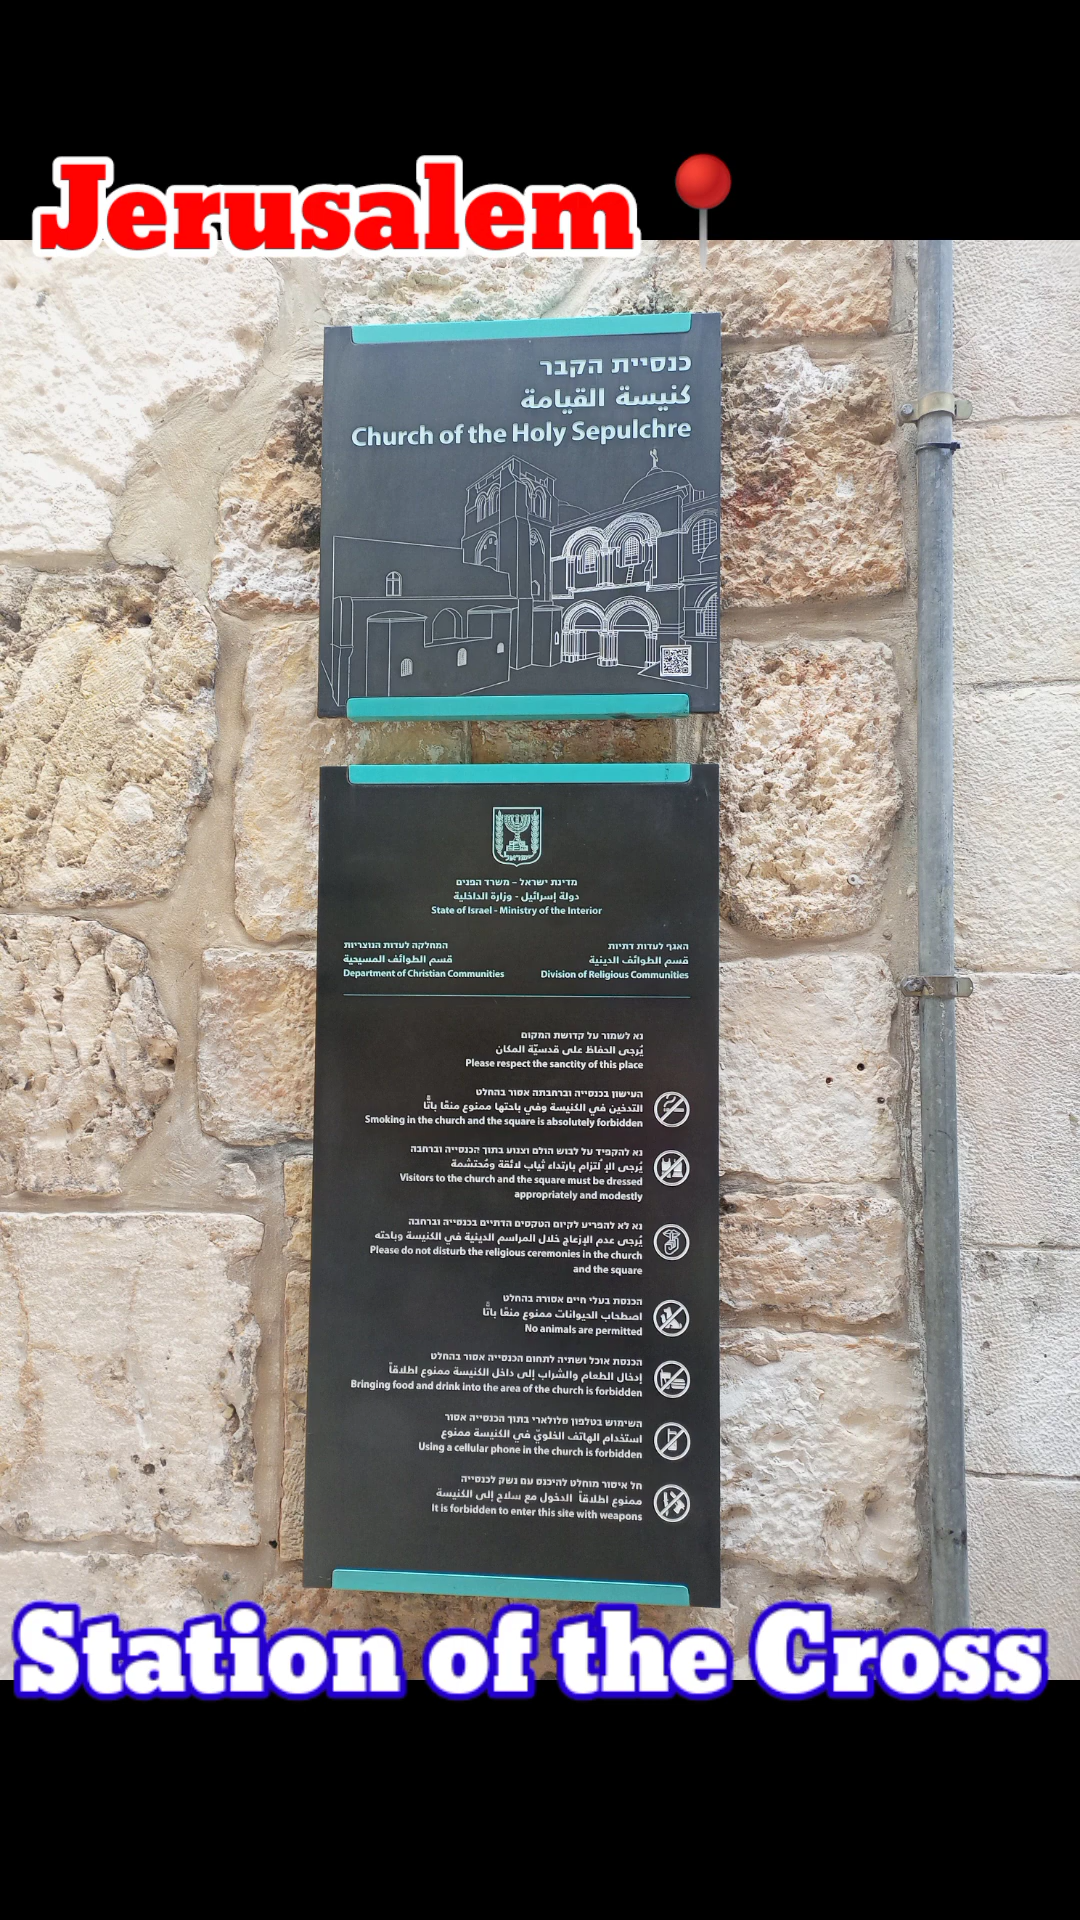 Jerusalem
כנסיית הקבר
كنيسة القيامة
Church of the Holy Sepulchre
ישראל
מדינת ישראל - משרד הפנים
دولة إسرائيل - وزارة الداخلية
State of Israel - Ministry of the Interior
האגף לעדות דתיות
قسم الطوائف الدينية
Division of Religious Communities
המחלקה לעדות הנוצריות
قسم الطوائف المسيحية
Department of Christian Communities
נא לשמור על קדושת המקום
يُرجى الحفاظ على قدسيّة المكان
Please respect the sanctity of this place
העישון בכנסייה וברחבתה אסור בהחלט
التدخين في الكنيسة وفي باحتها ممنوع منعًا باتًّا
Smoking in the church and the square is absolutely forbidden
נא להקפיד על לבוש הולם וצנוע בתוך הכנסייה וברחבה
يُرجى الإلتزام بارتداء ثياب لائقة ومُحتشمة
Visitors to the church and the square must be dressed
appropriately and modestly
נא לא להפריע לקיום הטקסים הדתיים בכנסייה וברחבה
يُرجى عدم الإزعاج خلال المراسم الدينية في الكنيسة وباحته
Please do not disturb the religious ceremonies in the church
and the square
הכנסת בעלי חיים אסורה בהחלט
اصطحاب الحيوانات ممنوع منعًا باتًّا
No animals are permitted
הכנסת אוכל ושתיה לתחום הכנסייה אסור בהחלט
إدخال الطعام والشراب إلى داخل الكنيسة ممنوع اطلاقاً
Bringing food and drink into the area of the church is forbidden
השימוש בטלפון סלולארי בתוך הכנסייה אסור
استخدام الهاتف الخلويّ في الكنيسة ممنوع
Using a cellular phone in the church is forbidden
חל איסור מוחלט להיכנס עם נשק לכנסייה
ممنوع اطلاقاً الدخول مع سلاح إلى الكنيسة
It is forbidden to enter this site with weapons
Station of the Cross